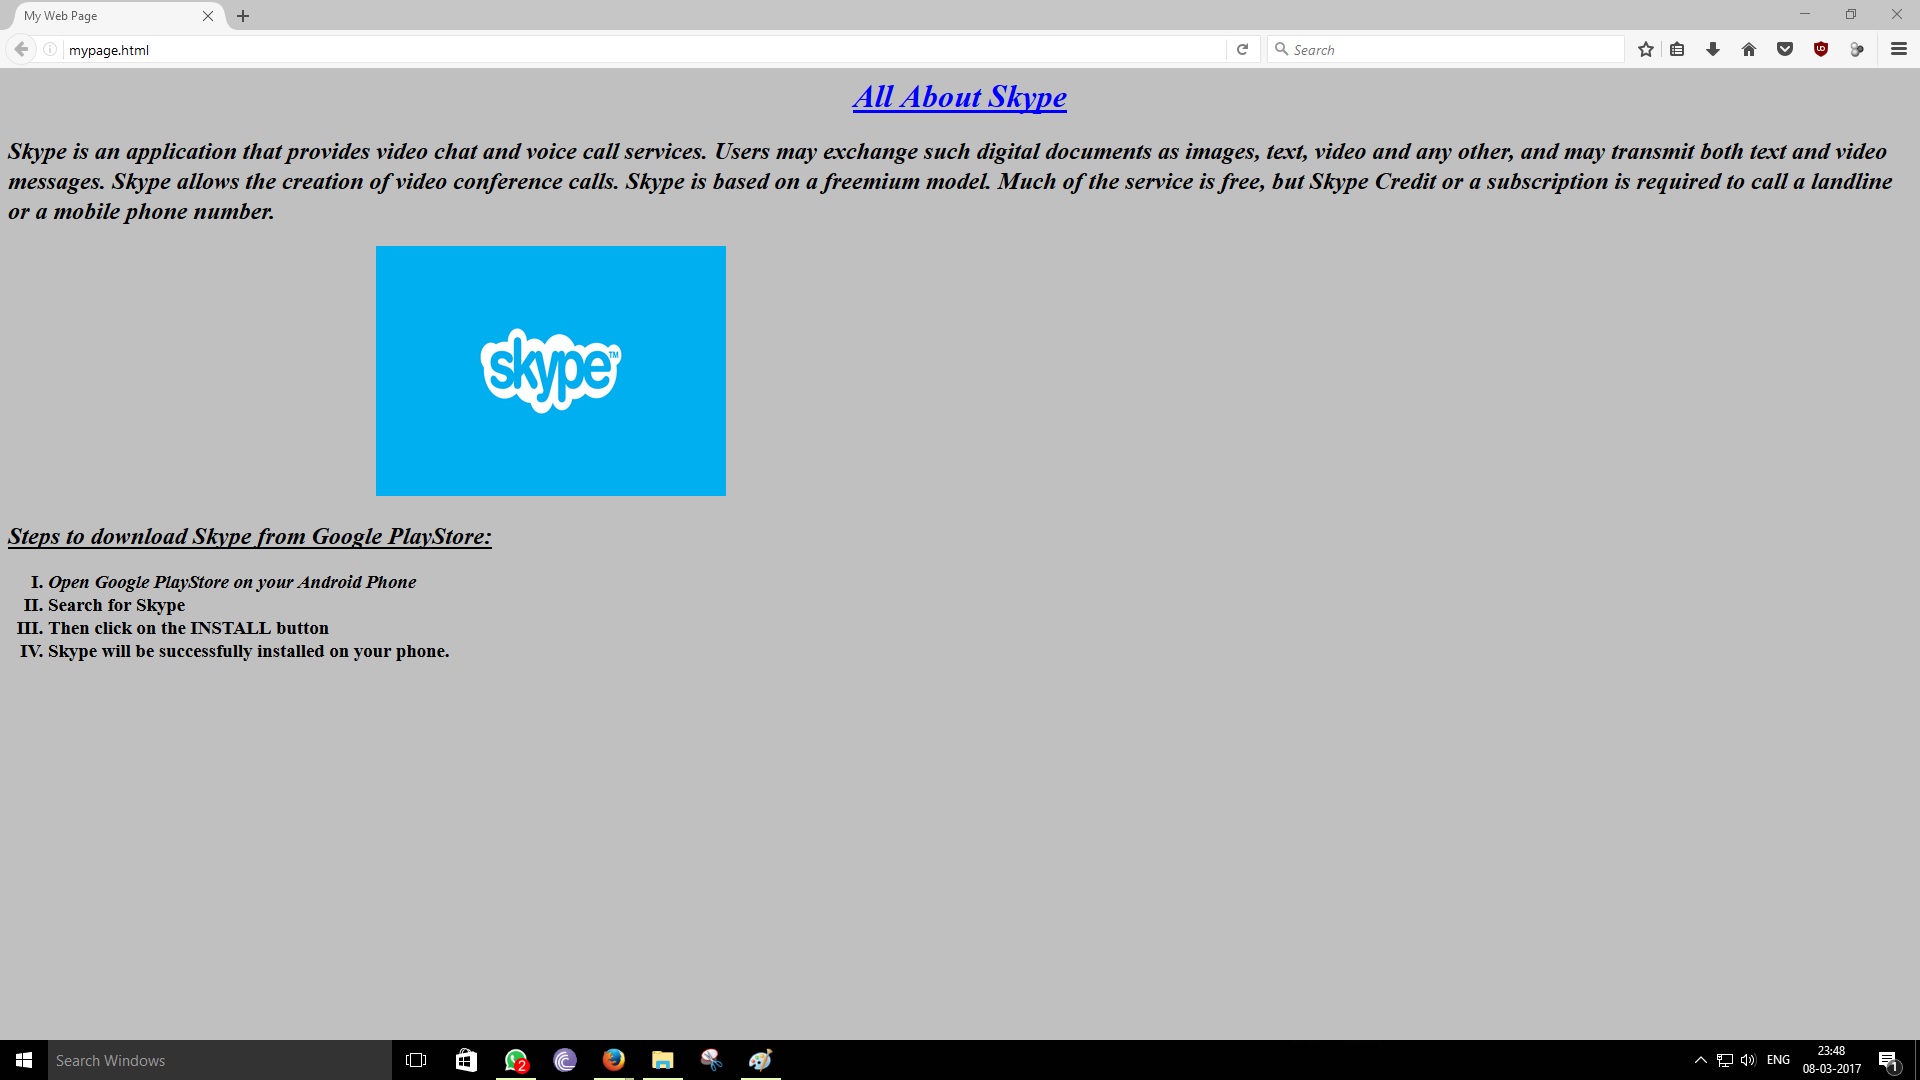 My Web Page
mypage.html
Search
All About Skype
Skype is an application that provides video chat and voice call services. Users may exchange such digital documents as images, text, video and any other, and may transmit both text and video
messages. Skype allows the creation of video conference calls. Skype is based on a freemium model. Much of the service is free, but Skype Credit or a subscription is required to call a landline
or a mobile phone number.
skype™
Steps to download Skype from Google PlayStore:
I. Open Google PlayStore on your Android Phone
II. Search for Skype
III. Then click on the INSTALL button
IV. Skype will be successfully installed on your phone.
Search Windows
2
ENG
23:48
08-03-2017
1